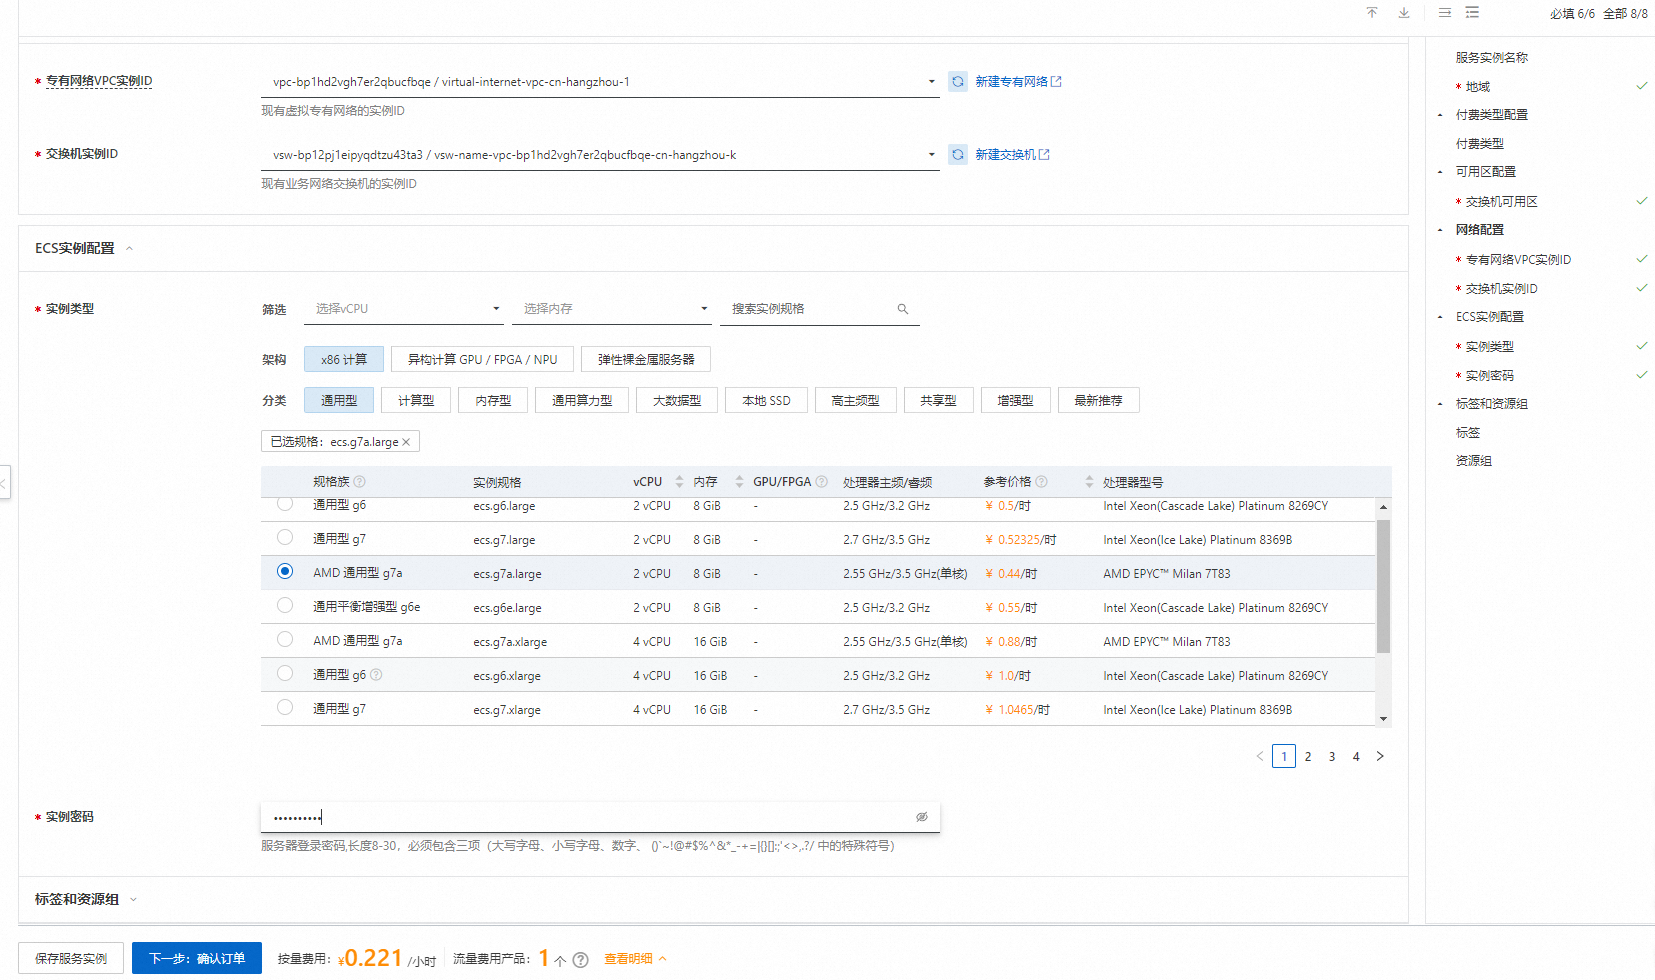 必填 6/6 全部 8/8
* 专有网络VPC实例ID
vpc-bp1hd2vgh7er2qbucfbqe / virtual-internet-vpc-cn-hangzhou-1
新建专有网络
现有虚拟专有网络的实例ID
* 交换机实例ID
vsw-bp12pj1eipyqdtzu43ta3 / vsw-name-vpc-bp1hd2vgh7er2qbucfbqe-cn-hangzhou-k
新建交换机
现有业务网络交换机的实例ID
ECS实例配置
* 实例类型
筛选 选择vCPU 选择内存 搜索实例规格
架构 x86 计算 异构计算 GPU / FPGA / NPU 弹性裸金属服务器
分类 通用型 计算型 内存型 通用算力型 大数据型 本地 SSD 高主频型 共享型 增强型 最新推荐
已选规格：ecs.g7a.large ×
规格族 实例规格 vCPU 内存 GPU/FPGA 处理器主频/睿频 参考价格 处理器型号
通用型 g6 ecs.g6.large 2 vCPU 8 GiB - 2.5 GHz/3.2 GHz ¥ 0.5/时 Intel Xeon(Cascade Lake) Platinum 8269CY
通用型 g7 ecs.g7.large 2 vCPU 8 GiB - 2.7 GHz/3.5 GHz ¥ 0.52325/时 Intel Xeon(Ice Lake) Platinum 8369B
AMD 通用型 g7a ecs.g7a.large 2 vCPU 8 GiB - 2.55 GHz/3.5 GHz(单核) ¥ 0.44/时 AMD EPYC™ Milan 7T83
通用平衡增强型 g6e ecs.g6e.large 2 vCPU 8 GiB - 2.5 GHz/3.2 GHz ¥ 0.55/时 Intel Xeon(Cascade Lake) Platinum 8269CY
AMD 通用型 g7a ecs.g7a.xlarge 4 vCPU 16 GiB - 2.55 GHz/3.5 GHz(单核) ¥ 0.88/时 AMD EPYC™ Milan 7T83
通用型 g6 ecs.g6.xlarge 4 vCPU 16 GiB - 2.5 GHz/3.2 GHz ¥ 1.0/时 Intel Xeon(Cascade Lake) Platinum 8269CY
通用型 g7 ecs.g7.xlarge 4 vCPU 16 GiB - 2.7 GHz/3.5 GHz ¥ 1.0465/时 Intel Xeon(Ice Lake) Platinum 8369B
< 1 2 3 4 >
* 实例密码
••••••••••
服务器登录密码,长度8-30，必须包含三项（大写字母、小写字母、数字、 ()`~!@#$%^&*_-+=|{}[]:;'<>,.?/ 中的特殊符号）
标签和资源组
保存服务实例 下一步：确认订单 按量费用：¥0.221 /小时 流量费用产品：1 个 查看明细
服务实例名称
* 地域
付费类型配置
付费类型
可用区配置
* 交换机可用区
网络配置
* 专有网络VPC实例ID
* 交换机实例ID
ECS实例配置
* 实例类型
* 实例密码
标签和资源组
标签
资源组